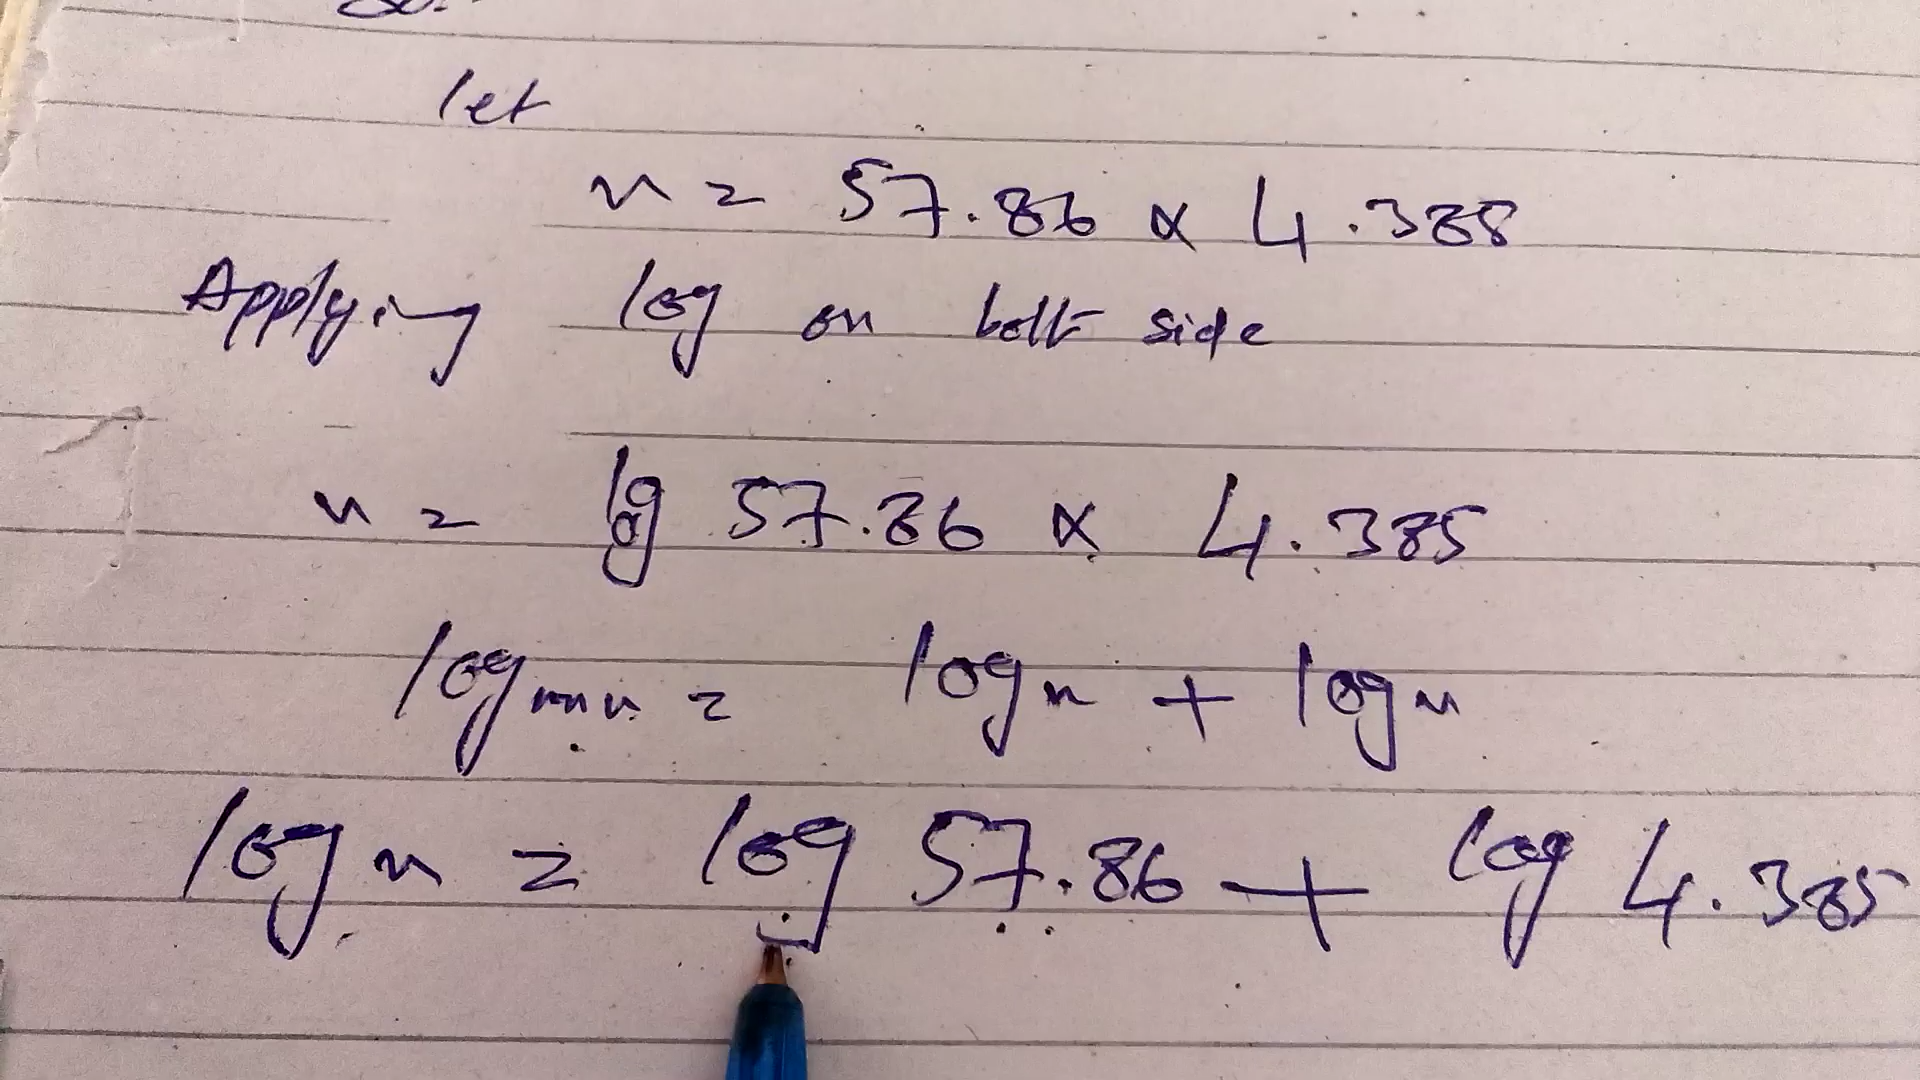 let
x = 57.86 × 4.385
Applying log on both side
x = log 57.86 × 4.385
log mn = log m + log n
log x = log 57.86 + log 4.385